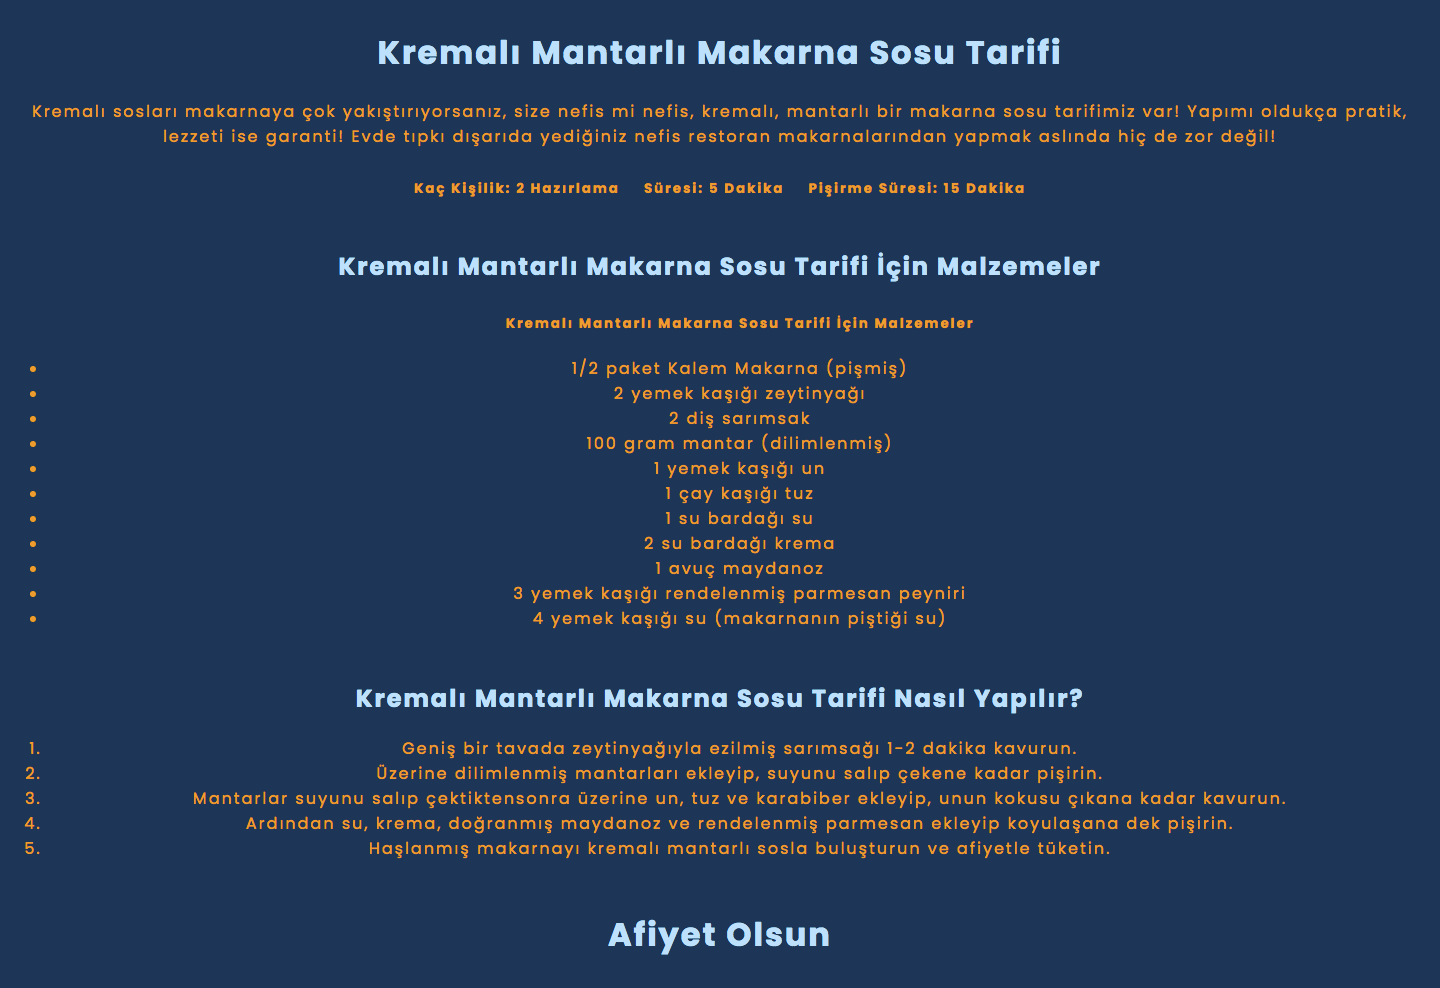 Kremalı Mantarlı Makarna Sosu Tarifi
Kremalı sosları makarnaya çok yakıştırıyorsanız, size nefis mi nefis, kremalı, mantarlı bir makarna sosu tarifimiz var! Yapımı oldukça pratik,
lezzeti ise garanti! Evde tıpkı dışarıda yediğiniz nefis restoran makarnalarından yapmak aslında hiç de zor değil!
Kaç Kişilik: 2 Hazırlama Süresi: 5 Dakika Pişirme Süresi: 15 Dakika
Kremalı Mantarlı Makarna Sosu Tarifi İçin Malzemeler
Kremalı Mantarlı Makarna Sosu Tarifi İçin Malzemeler
• 1/2 paket Kalem Makarna (pişmiş)
• 2 yemek kaşığı zeytinyağı
• 2 diş sarımsak
• 100 gram mantar (dilimlenmiş)
• 1 yemek kaşığı un
• 1 çay kaşığı tuz
• 1 su bardağı su
• 2 su bardağı krema
• 1 avuç maydanoz
• 3 yemek kaşığı rendelenmiş parmesan peyniri
• 4 yemek kaşığı su (makarnanın piştiği su)
Kremalı Mantarlı Makarna Sosu Tarifi Nasıl Yapılır?
1. Geniş bir tavada zeytinyağıyla ezilmiş sarımsağı 1-2 dakika kavurun.
2. Üzerine dilimlenmiş mantarları ekleyip, suyunu salıp çekene kadar pişirin.
3. Mantarlar suyunu salıp çektiktensonra üzerine un, tuz ve karabiber ekleyip, unun kokusu çıkana kadar kavurun.
4. Ardından su, krema, doğranmış maydanoz ve rendelenmiş parmesan ekleyip koyulaşana dek pişirin.
5. Haşlanmış makarnayı kremalı mantarlı sosla buluşturun ve afiyetle tüketin.
Afiyet Olsun